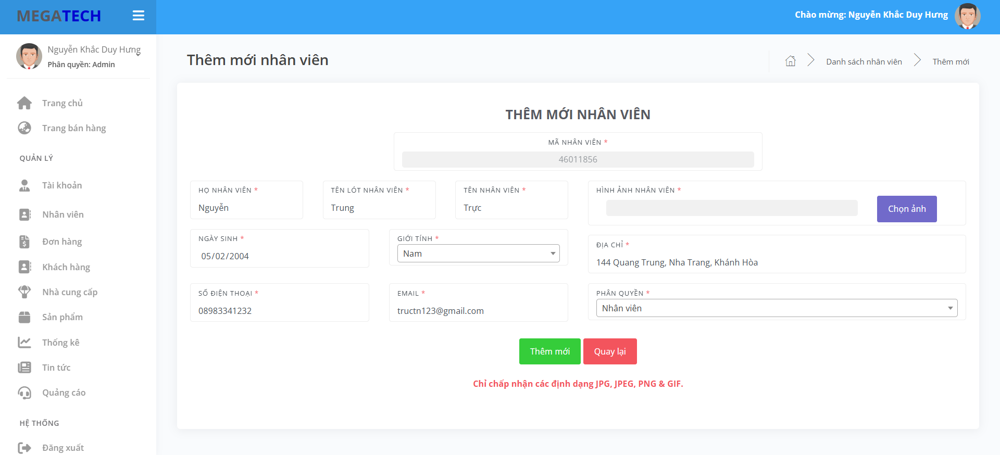 MEGATECH
Chào mừng: Nguyễn Khắc Duy Hưng
Nguyễn Khắc Duy Hưng
Phân quyền: Admin
Trang chủ
Trang bán hàng
QUẢN LÝ
Tài khoản
Nhân viên
Đơn hàng
Khách hàng
Nhà cung cấp
Sản phẩm
Thống kê
Tin tức
Quảng cáo
HỆ THỐNG
Đăng xuất
Thêm mới nhân viên
Danh sách nhân viên
Thêm mới
THÊM MỚI NHÂN VIÊN
MÃ NHÂN VIÊN *
46011856
HỌ NHÂN VIÊN *
Nguyễn
TÊN LÓT NHÂN VIÊN *
Trung
TÊN NHÂN VIÊN *
Trực
HÌNH ẢNH NHÂN VIÊN *
Chọn ảnh
NGÀY SINH *
05/02/2004
GIỚI TÍNH *
Nam
ĐỊA CHỈ *
144 Quang Trung, Nha Trang, Khánh Hòa
SỐ ĐIỆN THOẠI *
08983341232
EMAIL *
tructn123@gmail.com
PHÂN QUYỀN *
Nhân viên
Thêm mới
Quay lại
Chỉ chấp nhận các định dạng JPG, JPEG, PNG & GIF.